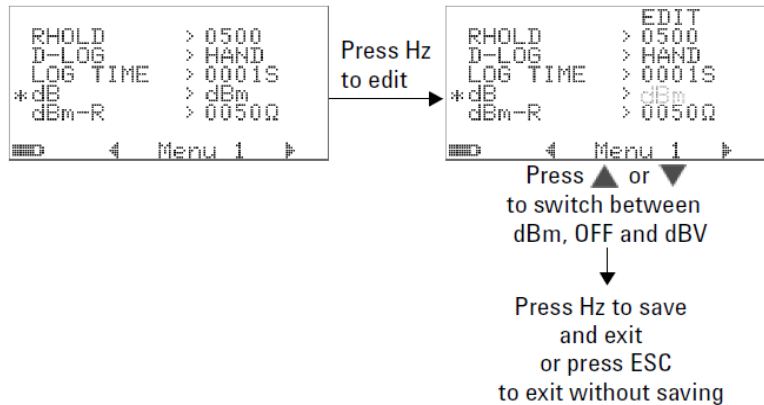 RHOLD > 0500
D-LOG > HAND
LOG TIME > 0001S
*dB > dBm
dBm-R > 0050Ω
Menu 1
Press Hz
to edit
EDIT
RHOLD > 0500
D-LOG > HAND
LOG TIME > 0001S
*dB > dBm
dBm-R > 0050Ω
Menu 1
Press ▲ or ▼
to switch between
dBm, OFF and dBV
Press Hz to save
and exit
or press ESC
to exit without saving